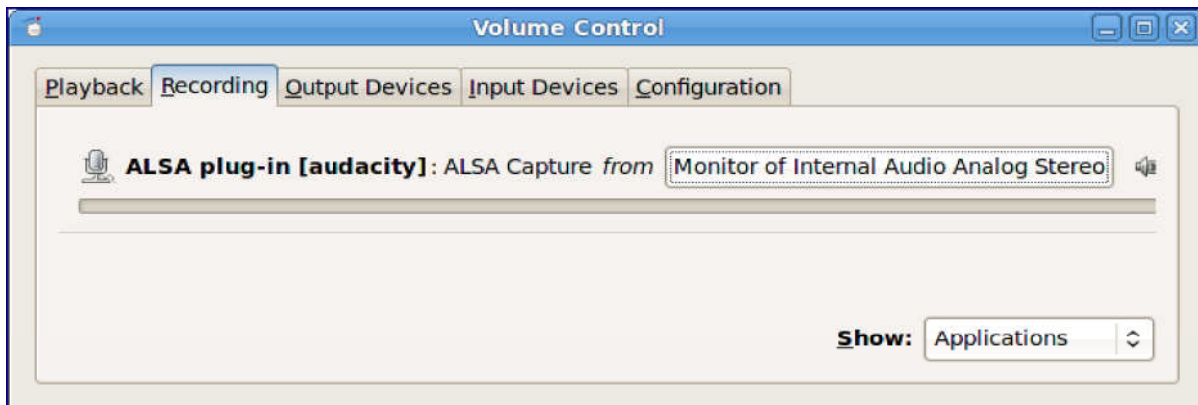 Volume Control
Playback Recording Output Devices Input Devices Configuration
ALSA plug-in [audacity]: ALSA Capture from Monitor of Internal Audio Analog Stereo
Show: Applications